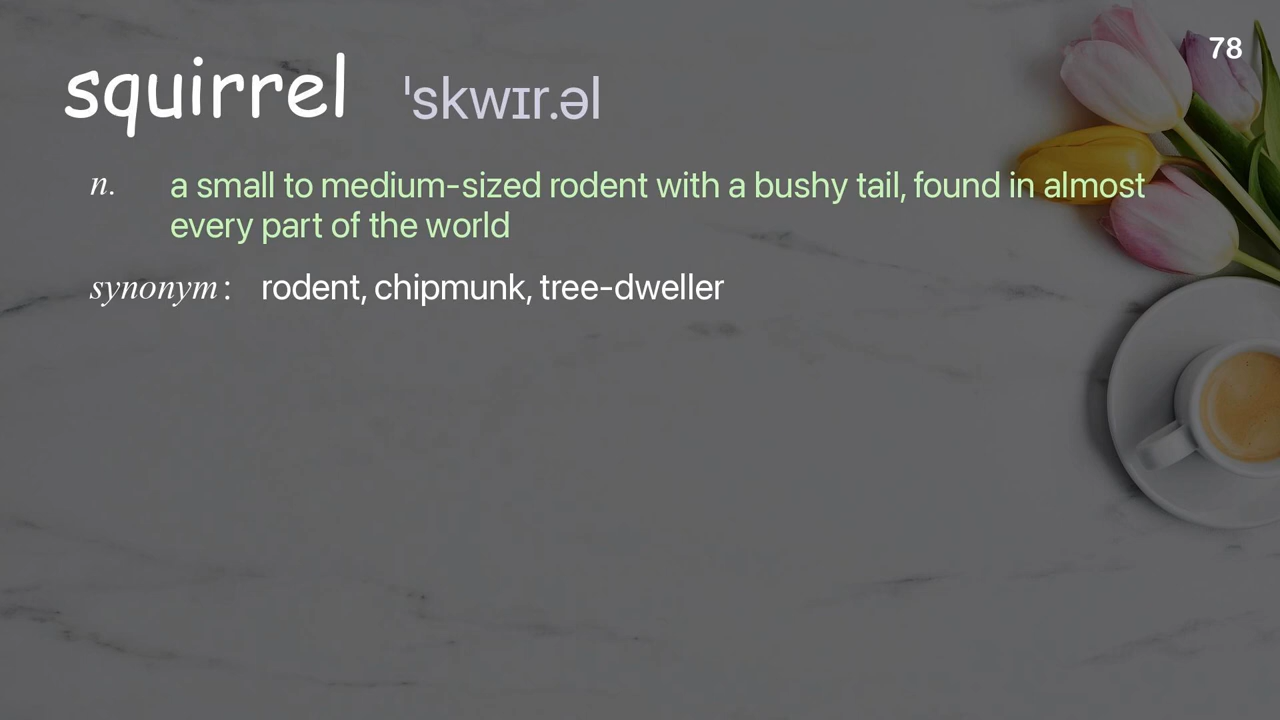 78
squirrel ˈskwɪr.əl
n. a small to medium-sized rodent with a bushy tail, found in almost
every part of the world
synonym: rodent, chipmunk, tree-dweller